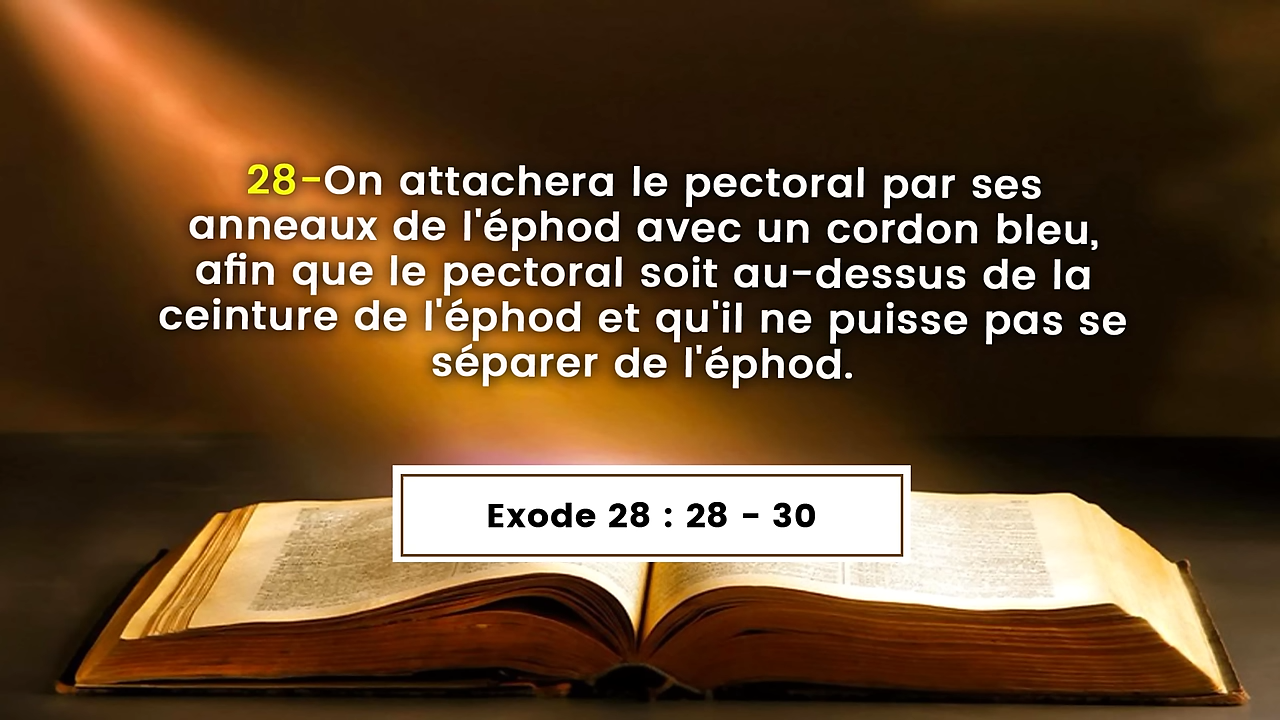 28-On attachera le pectoral par ses
anneaux de l'éphod avec un cordon bleu,
afin que le pectoral soit au-dessus de la
ceinture de l'éphod et qu'il ne puisse pas se
séparer de l'éphod.
Exode 28 : 28 - 30